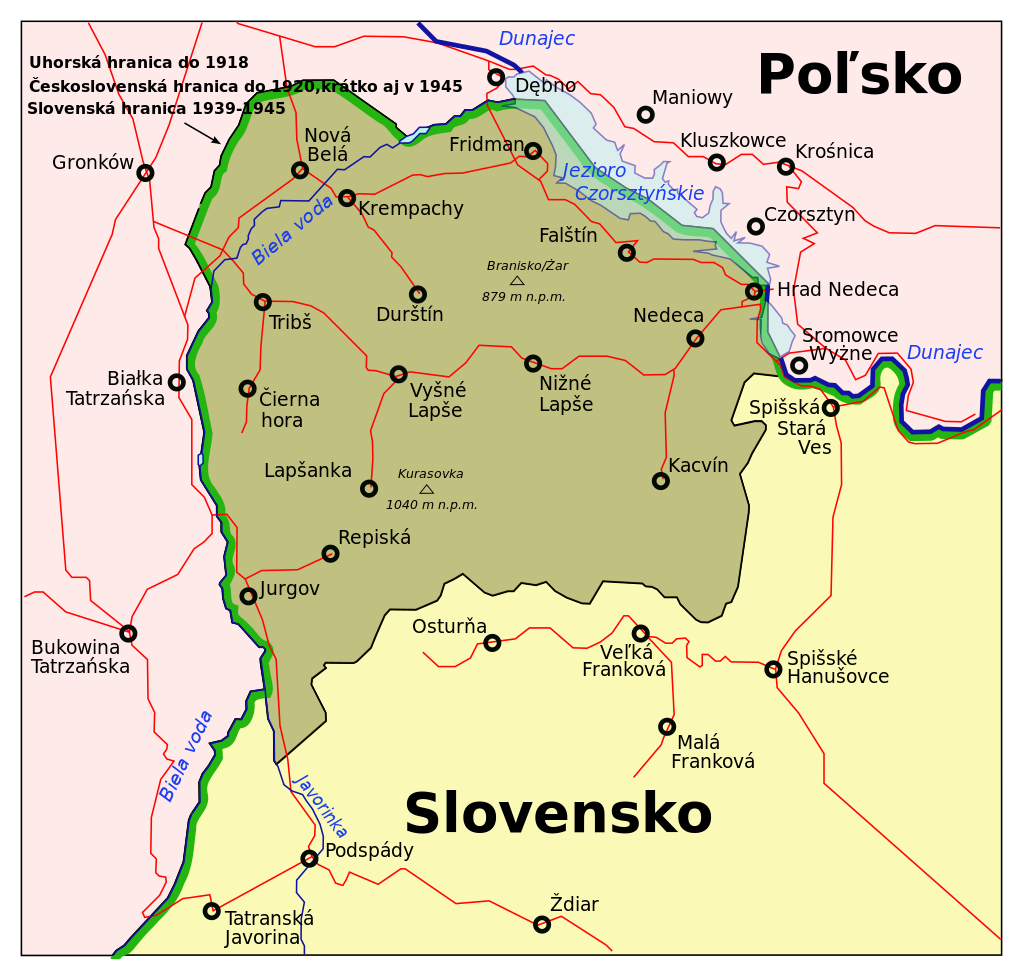 Dunajec
Poľsko
Uhorská hranica do 1918
Československá hranica do 1920,krátko aj v 1945
Slovenská hranica 1939-1945
Dębno
Maniowy
Nová
Belá
Fridman
Kluszkowce
Krośnica
Gronków
Jezioro
Czorsztyńskie
Krempachy
Czorsztyn
Biela voda
Falštín
Branisko/Żar
879 m n.p.m.
Hrad Nedeca
Durštín
Nedeca
Tribš
Sromowce
Wyżne
Dunajec
Białka
Tatrzańska
Čierna
hora
Vyšné
Lapše
Nižné
Lapše
Spišská
Stará
Ves
Lapšanka
Kurasovka
1040 m n.p.m.
Kacvín
Repiská
Jurgov
Osturňa
Bukowina
Tatrzańska
Veľká
Franková
Spišské
Hanušovce
Biela voda
Malá
Franková
Javorinka
Slovensko
Podspády
Tatranská
Javorina
Ždiar